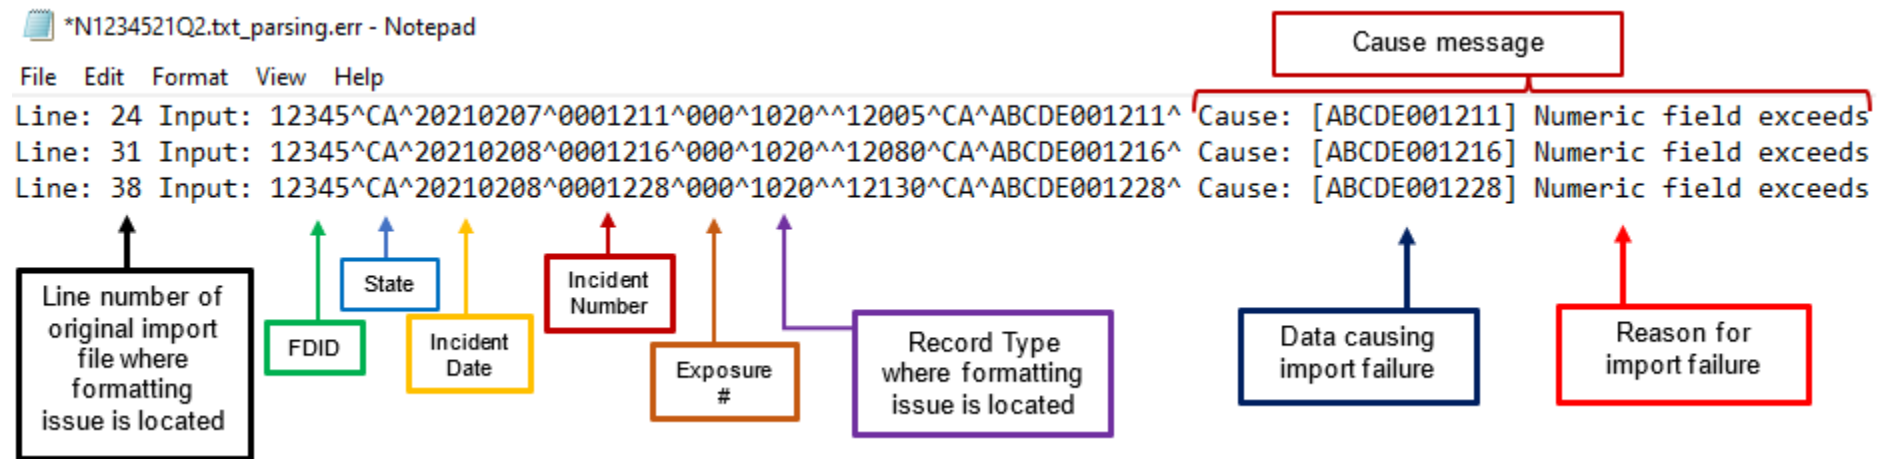 *N1234521Q2.txt_parsing.err - Notepad
File Edit Format View Help
Cause message
Line: 24 Input: 12345^CA^20210207^0001211^000^1020^^12005^CA^ABCDE001211^ Cause: [ABCDE001211] Numeric field exceeds
Line: 31 Input: 12345^CA^20210208^0001216^000^1020^^12080^CA^ABCDE001216^ Cause: [ABCDE001216] Numeric field exceeds
Line: 38 Input: 12345^CA^20210208^0001228^000^1020^^12130^CA^ABCDE001228^ Cause: [ABCDE001228] Numeric field exceeds
Line number of
original import
file where
formatting
issue is located
FDID
State
Incident
Date
Incident
Number
Exposure
#
Record Type
where formatting
issue is located
Data causing
import failure
Reason for
import failure